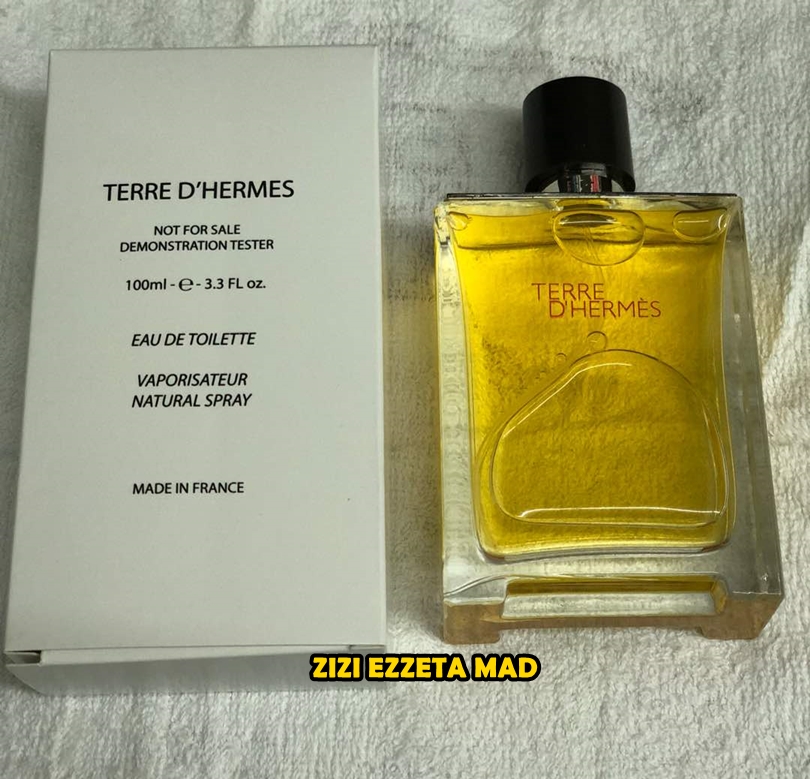 TERRE D'HERMES
NOT FOR SALE
DEMONSTRATION TESTER
100ml - ℮ - 3.3 FL oz.
EAU DE TOILETTE
VAPORISATEUR
NATURAL SPRAY
MADE IN FRANCE
TERRE
D'HERMÈS
ZIZI EZZETA MAD